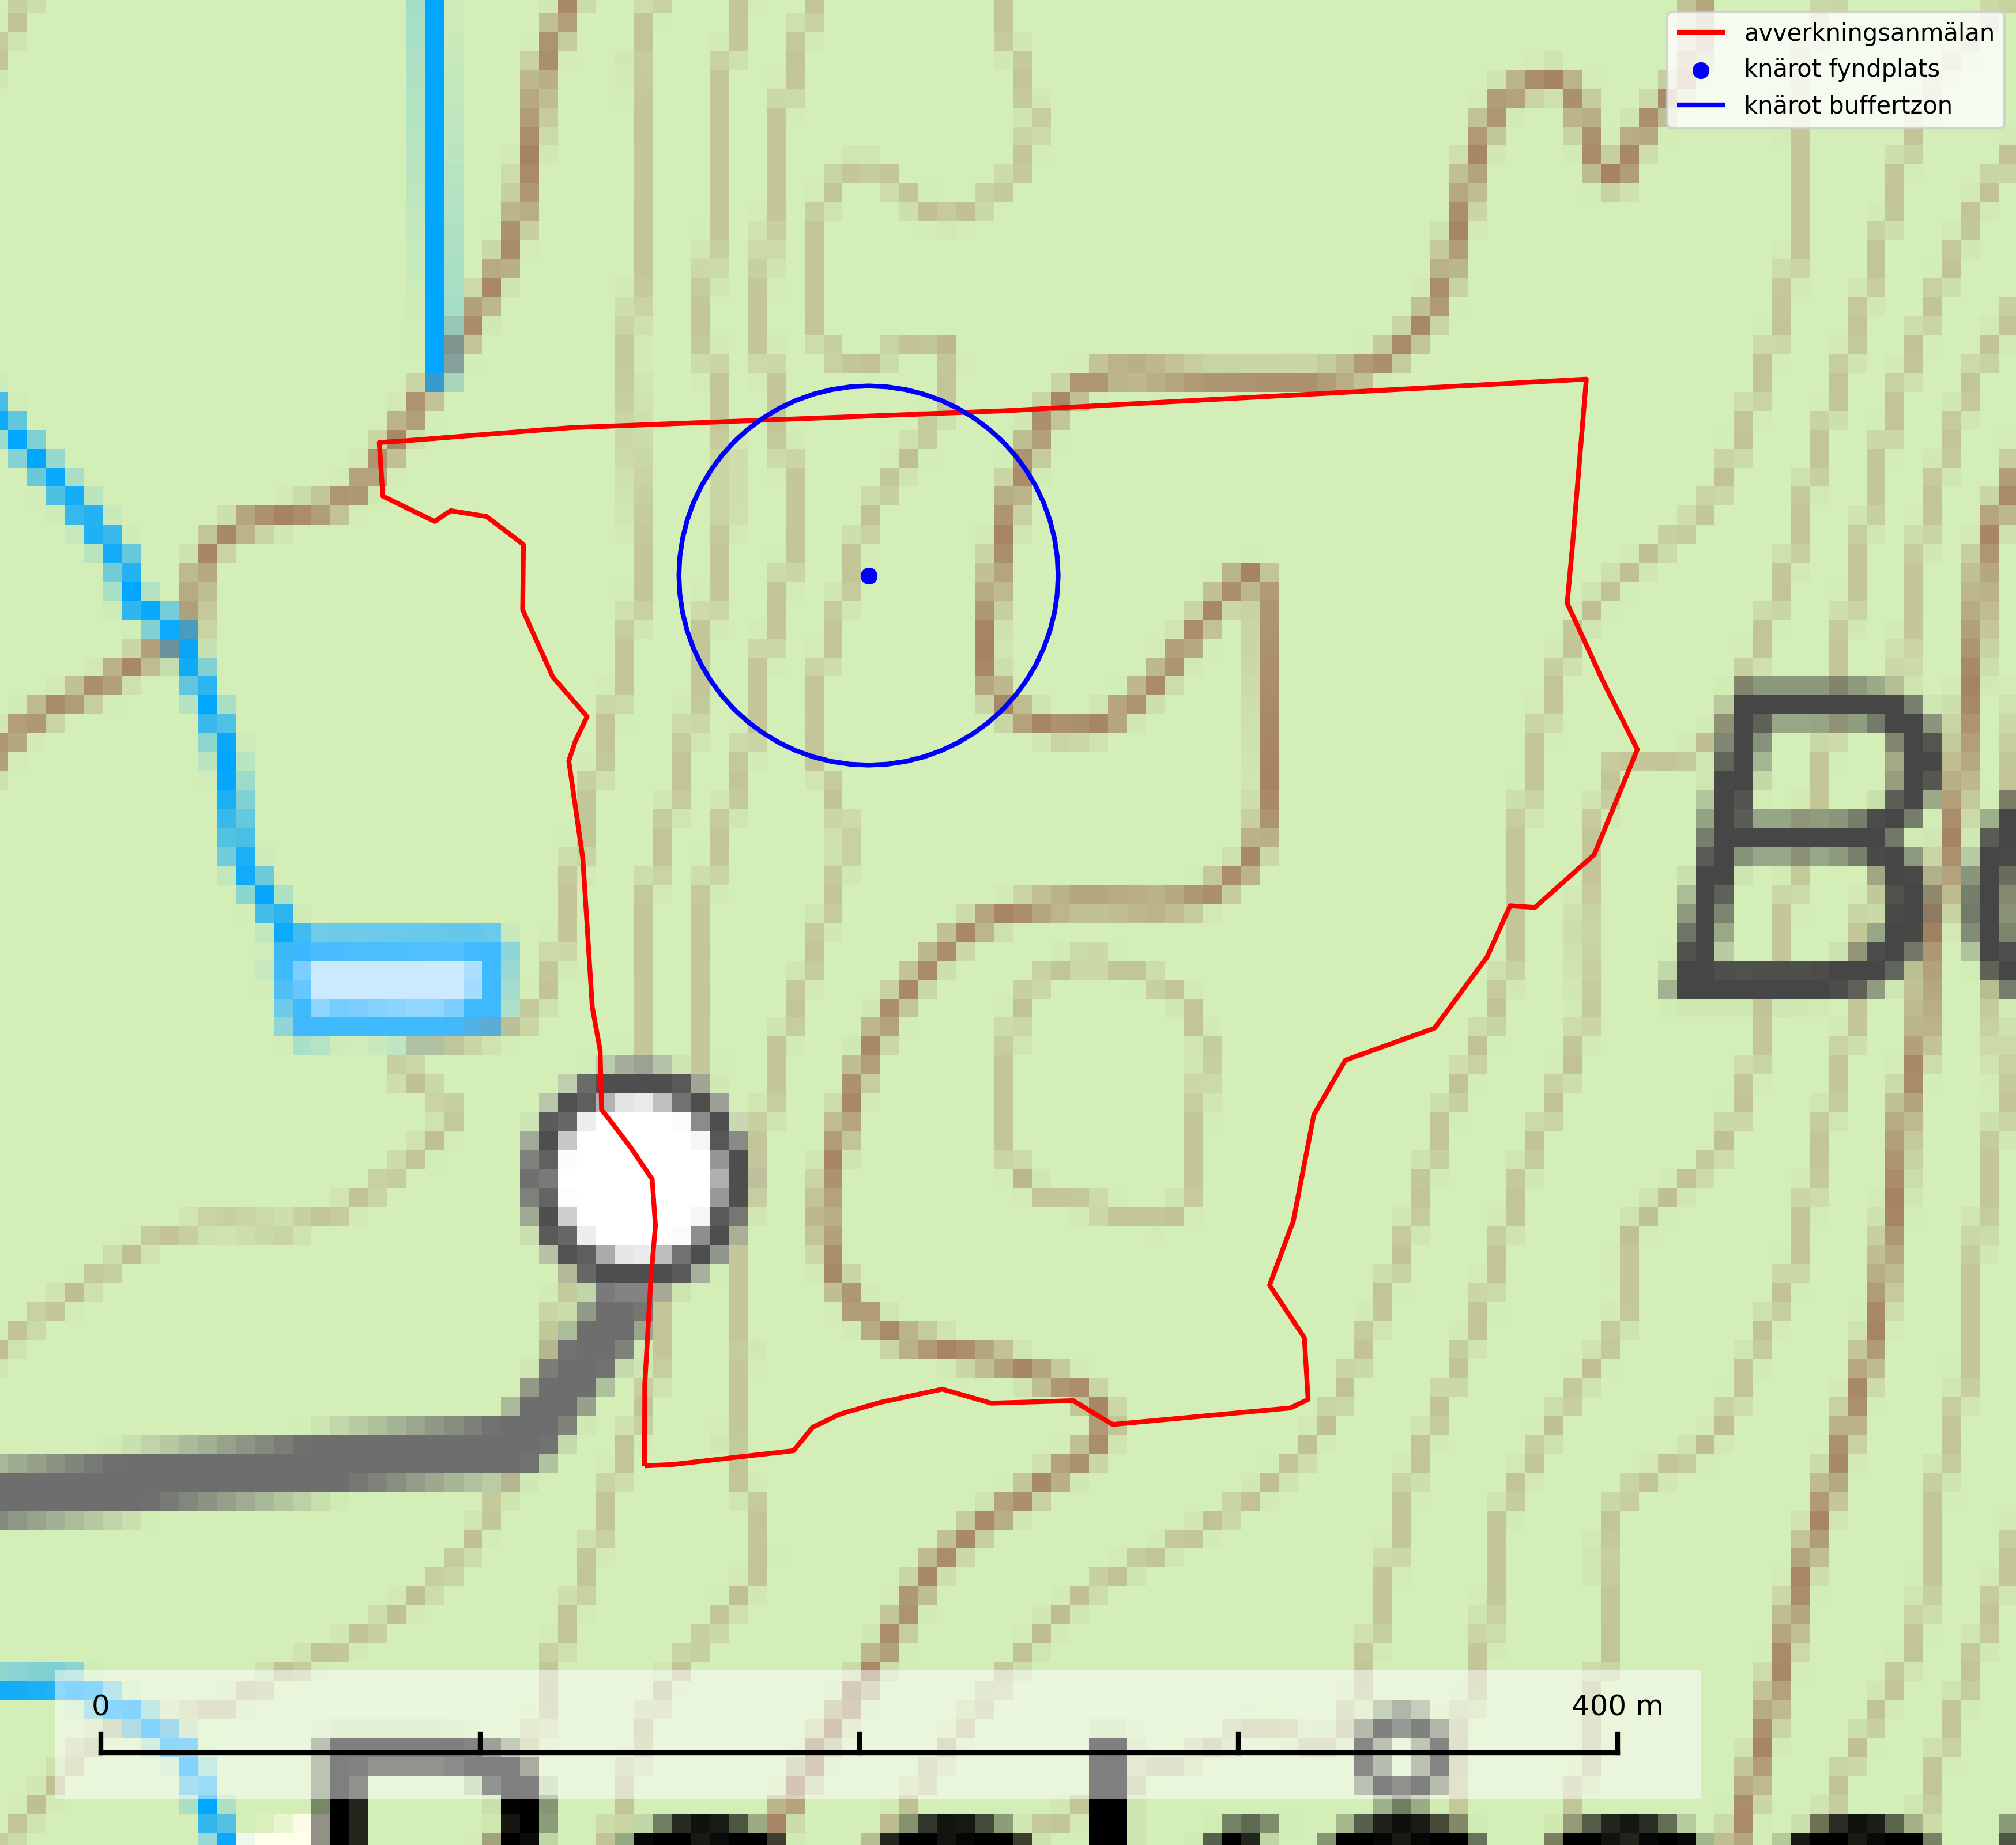 avverkningsanmälan
knärot fyndplats
knärot buffertzon
B
0 400 m